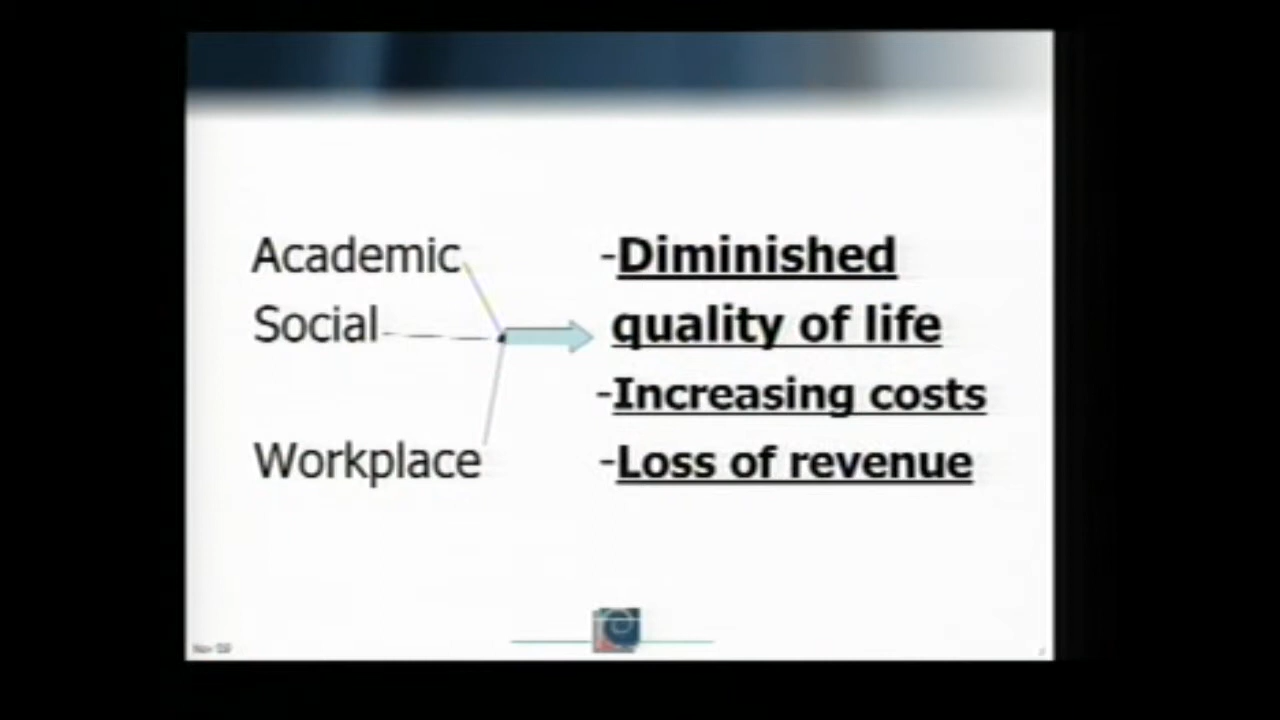 Academic -Diminished
Social quality of life
-Increasing costs
Workplace -Loss of revenue